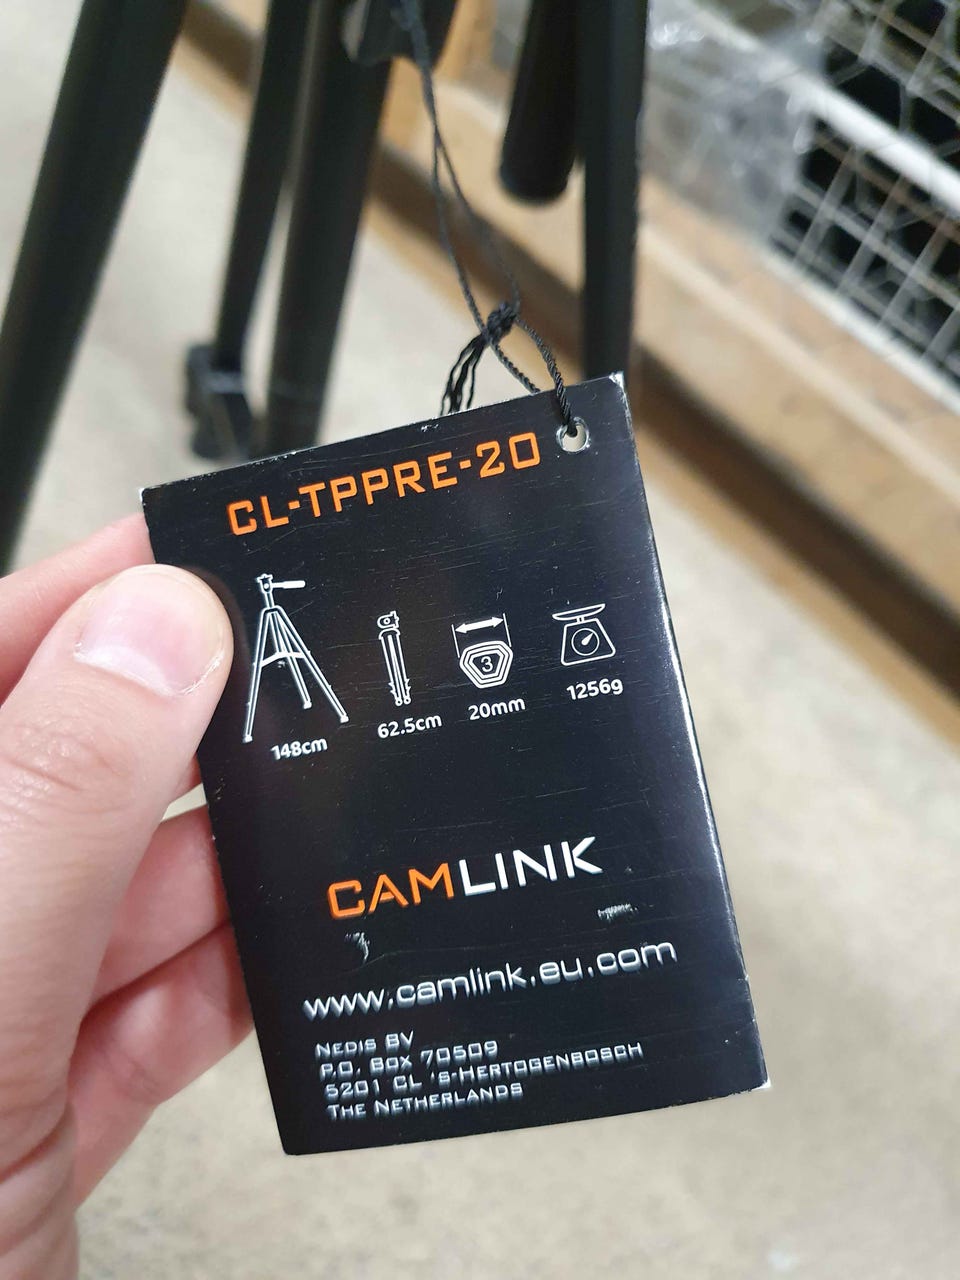 CL-TPPRE-20
3
148cm
62.5cm
20mm
1256g
CAMLINK
www.camlink.eu.com
NEDIS BV
P.O. BOX 70509
5201 CL 's-HERTOGENBOSCH
THE NETHERLANDS